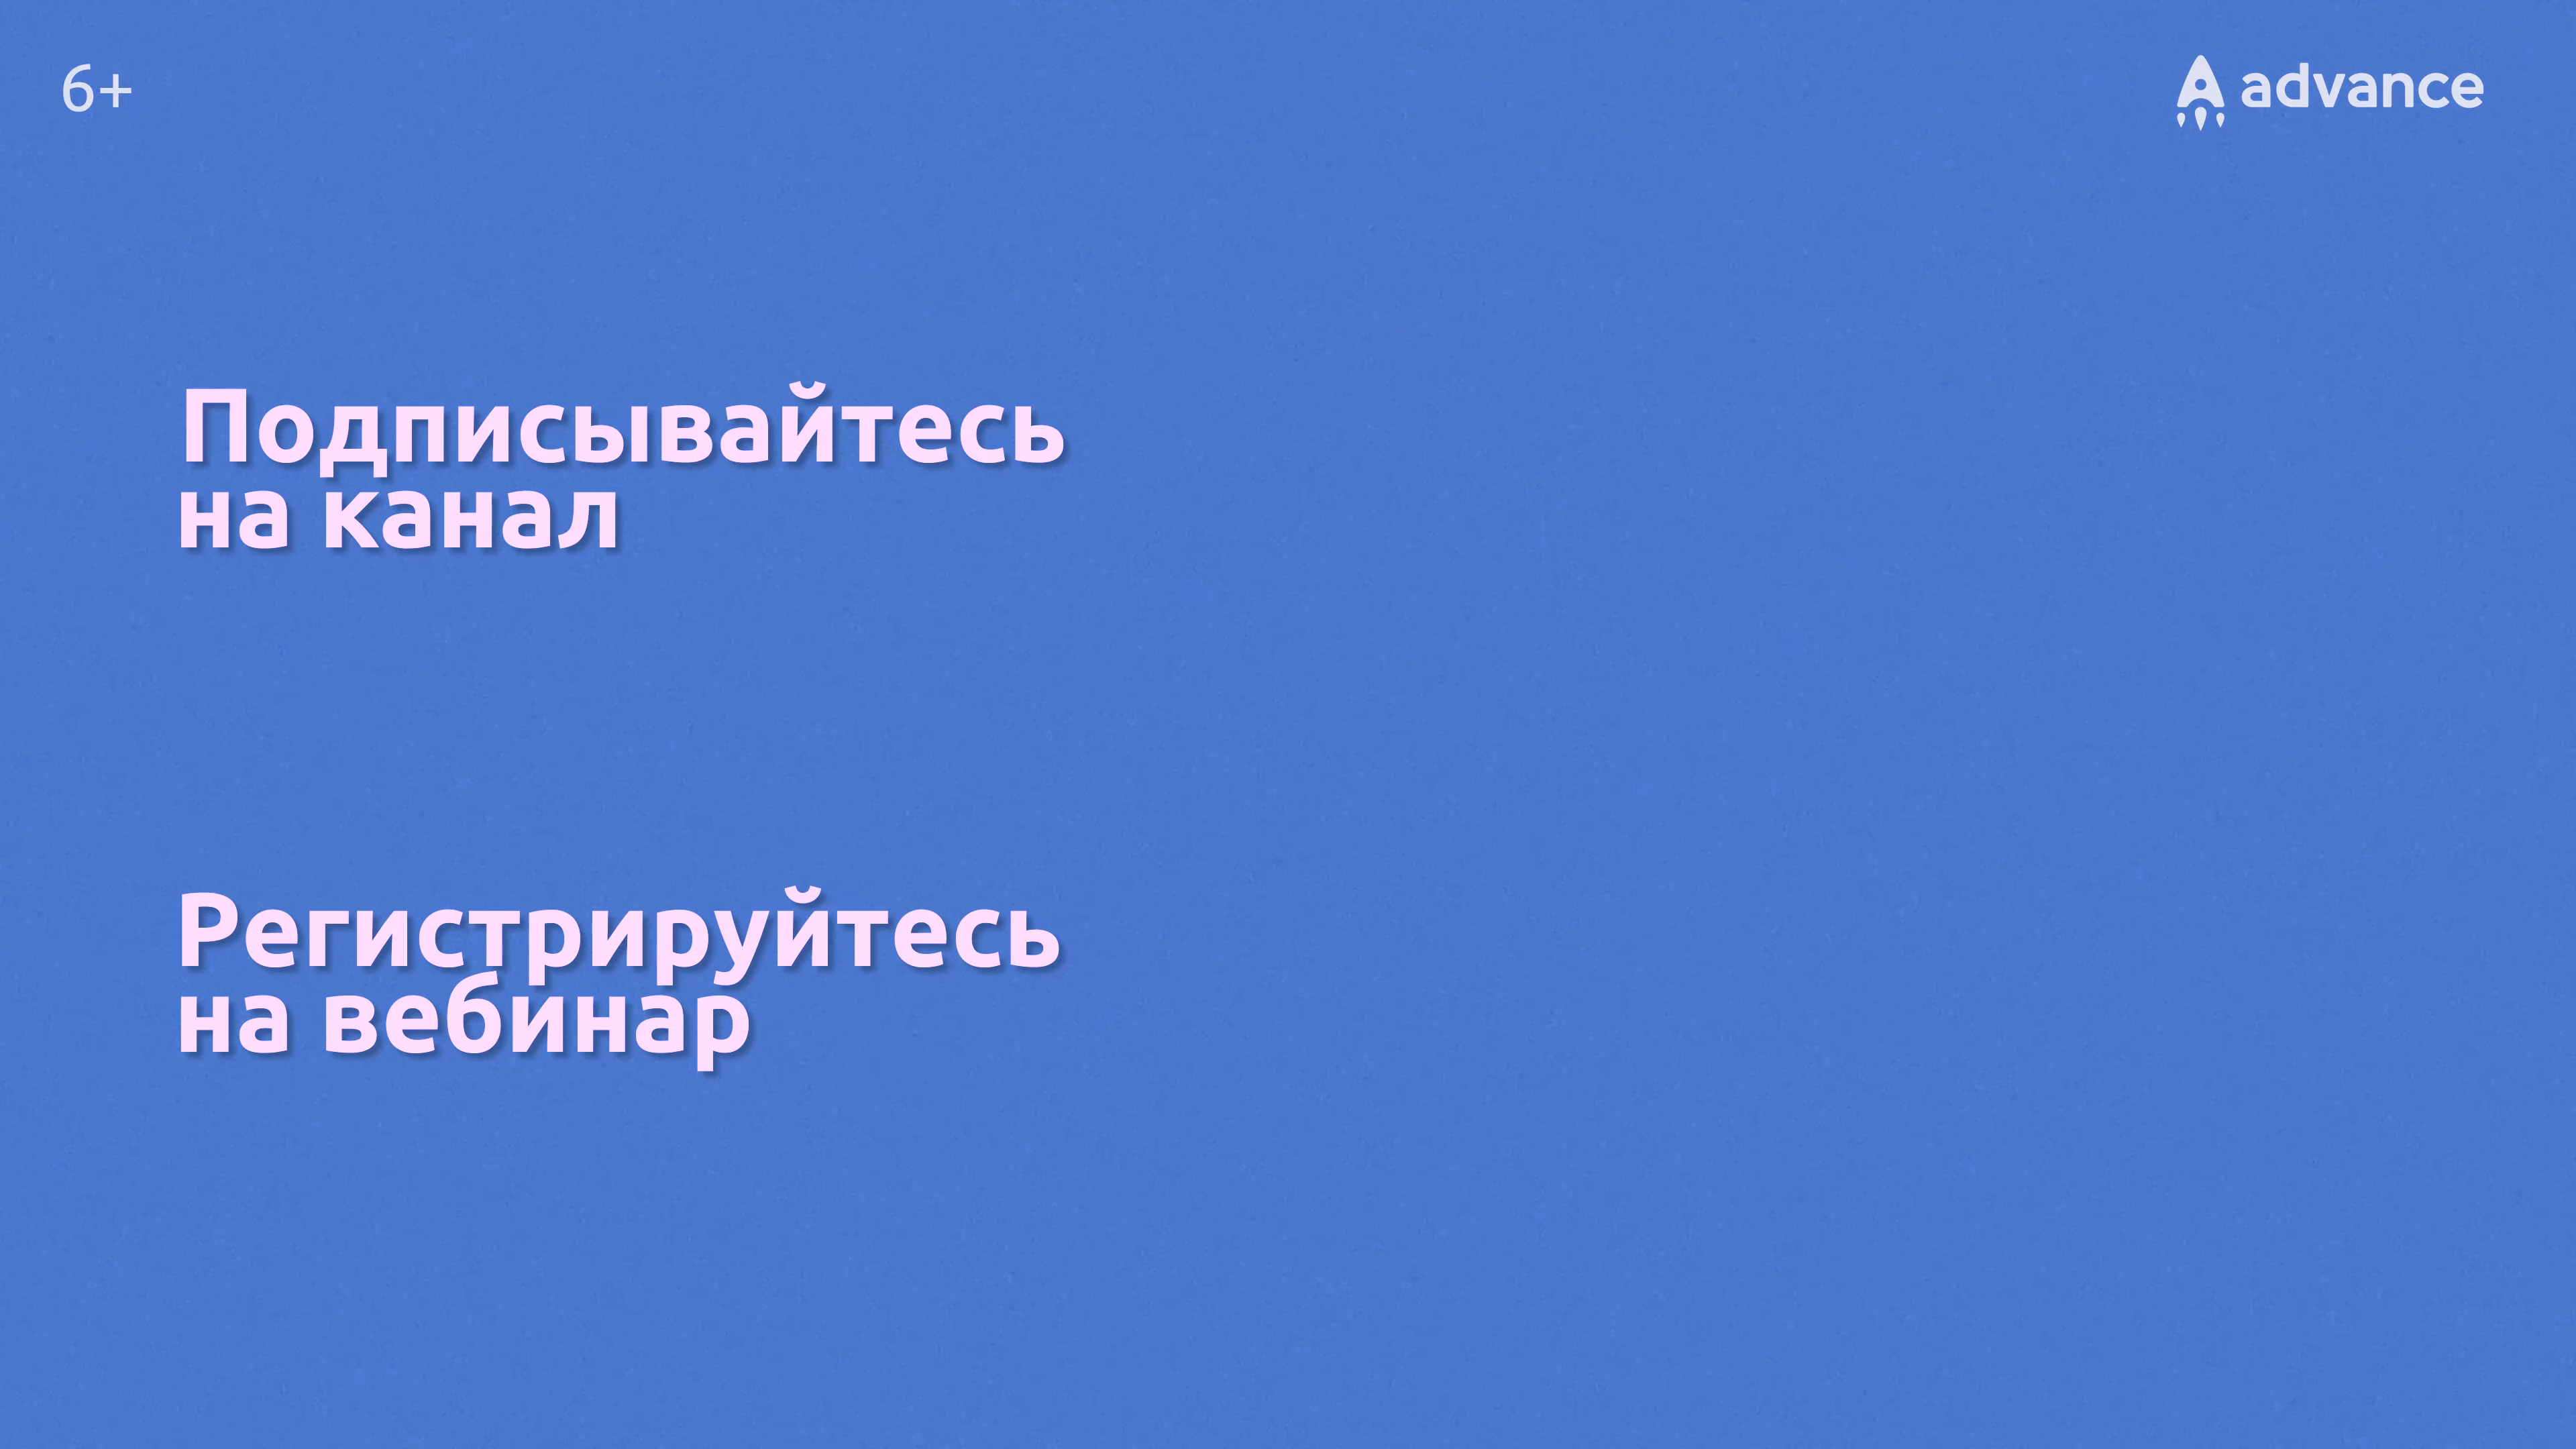 6+
advance
Подписывайтесь
на канал
Регистрируйтесь
на вебинар